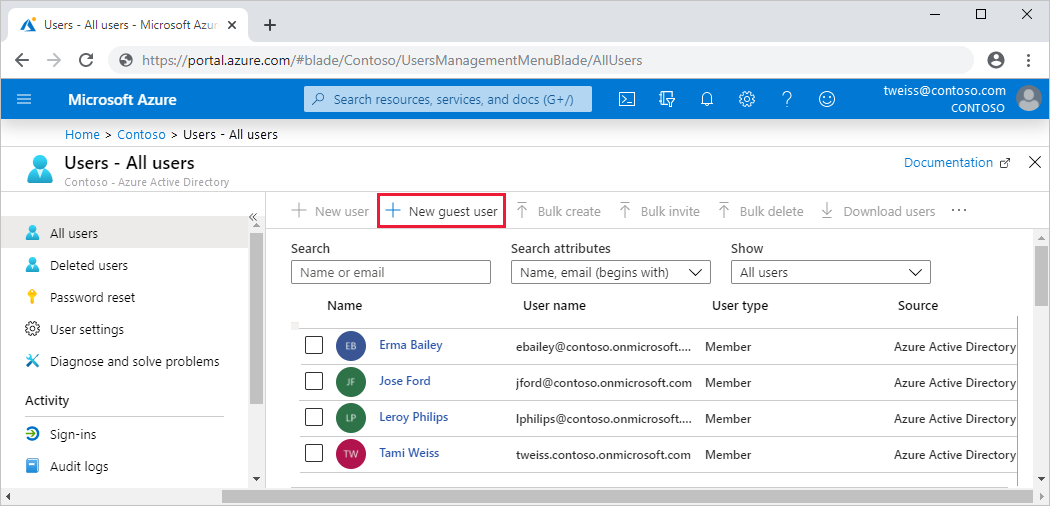 Users - All users - Microsoft Azur
https://portal.azure.com/#blade/Contoso/UsersManagementMenuBlade/AllUsers
Microsoft Azure
Search resources, services, and docs (G+/)
tweiss@contoso.com
CONTOSO
Home > Contoso > Users - All users
Users - All users
Documentation
Contoso - Azure Active Directory
New user
New guest user
Bulk create
Bulk invite
Bulk delete
Download users
All users
Deleted users
Password reset
User settings
Diagnose and solve problems
Activity
Sign-ins
Audit logs
Search
Search attributes
Show
Name or email
Name, email (begins with)
All users
Name User name User type Source
EB Erma Bailey ebailey@contoso.onmicrosoft.... Member Azure Active Directory
JF Jose Ford jford@contoso.onmicrosoft.com Member Azure Active Directory
LP Leroy Philips lphilips@contoso.onmicrosoft.... Member Azure Active Directory
TW Tami Weiss tweiss.contoso.onmicrosoft.com Member Azure Active Directory